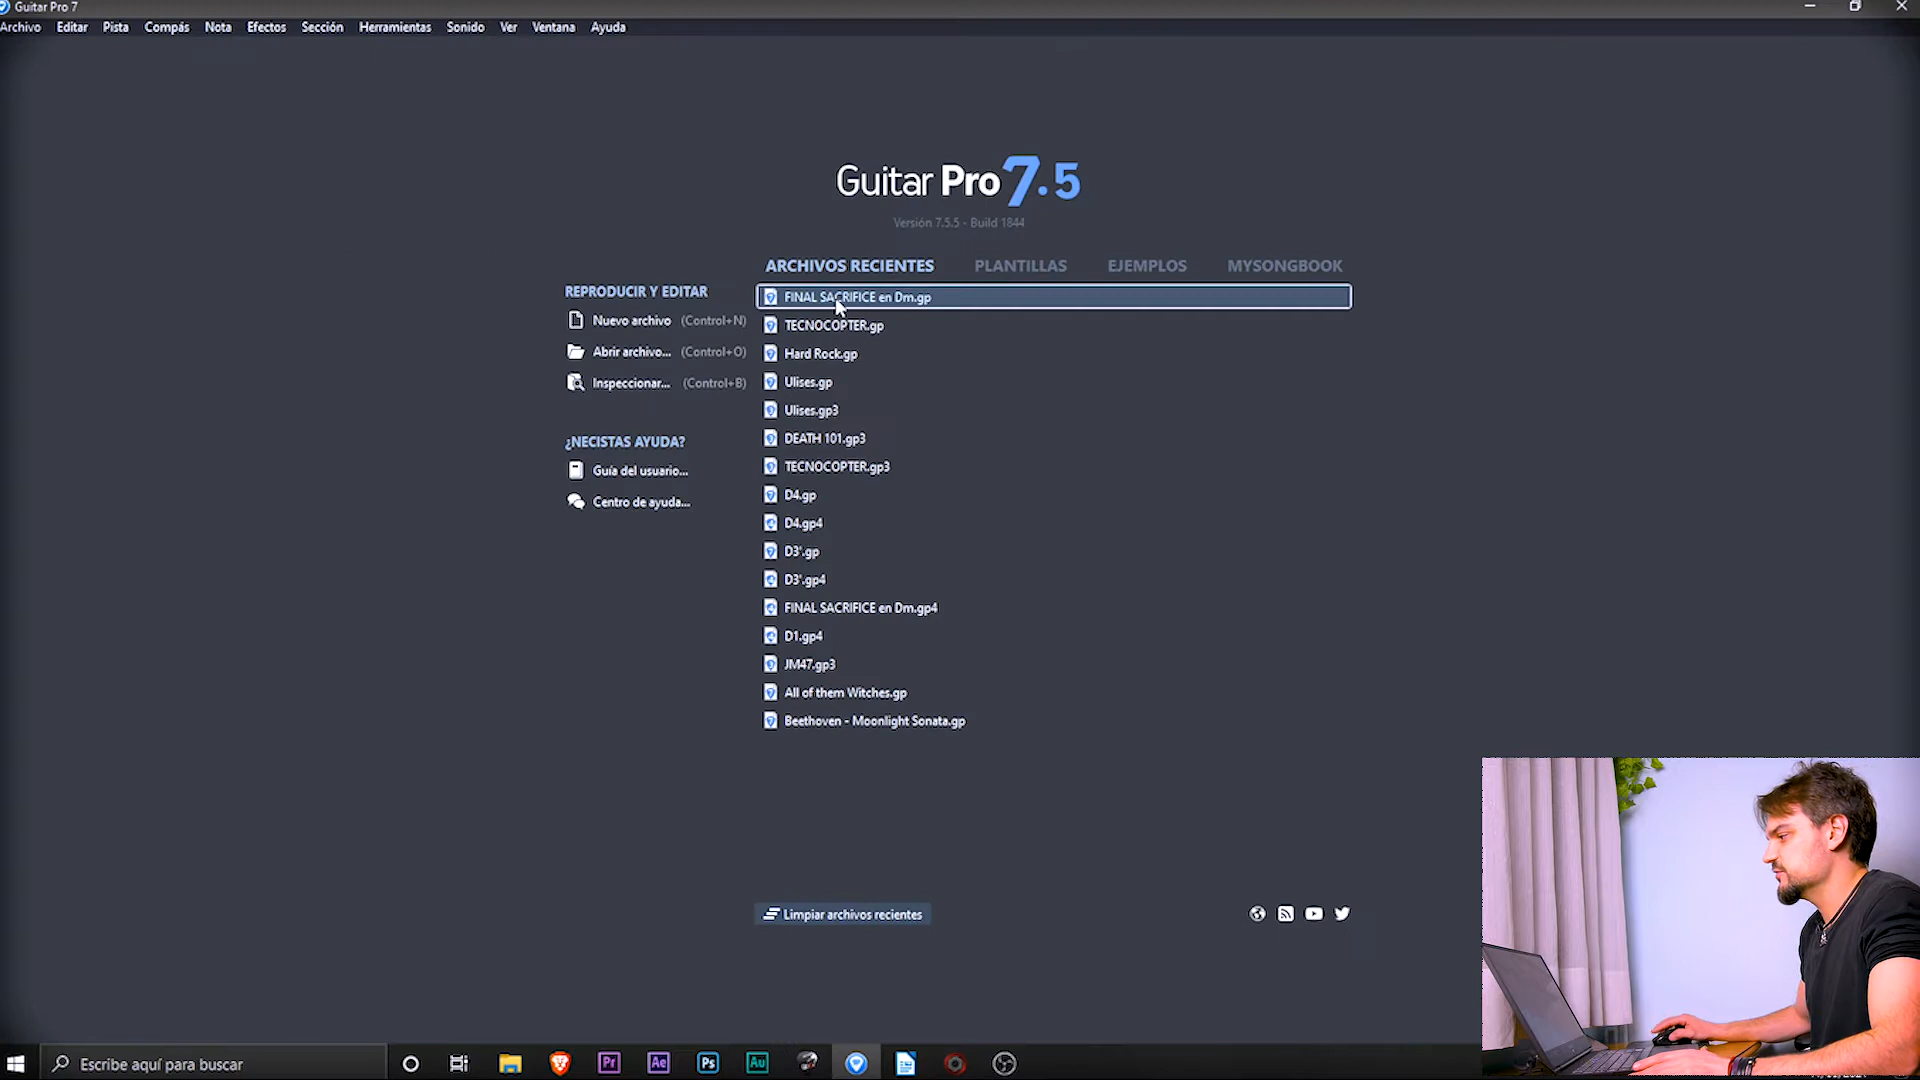 Guitar Pro 7
Archivo Editar Pista Compás Nota Efectos Sección Herramientas Sonido Ver Ventana Ayuda
Guitar Pro 7.5
Versión 7.5.5 - Build 1844
ARCHIVOS RECIENTES PLANTILLAS EJEMPLOS MYSONGBOOK
REPRODUCIR Y EDITAR
Nuevo archivo (Control+N)
Abrir archivo... (Control+O)
Inspeccionar... (Control+B)
¿NECISTAS AYUDA?
Guía del usuario...
Centro de ayuda...
FINAL SACRIFICE en Dm.gp
TECNOCOPTER.gp
Hard Rock.gp
Ulises.gp
Ulises.gp3
DEATH 101.gp3
TECNOCOPTER.gp3
D4.gp
D4.gp4
D3'.gp
D3'.gp4
FINAL SACRIFICE en Dm.gp4
D1.gp4
JM47.gp3
All of them Witches.gp
Beethoven - Moonlight Sonata.gp
Limpiar archivos recientes
Escribe aquí para buscar
Pr Ae Ps Au